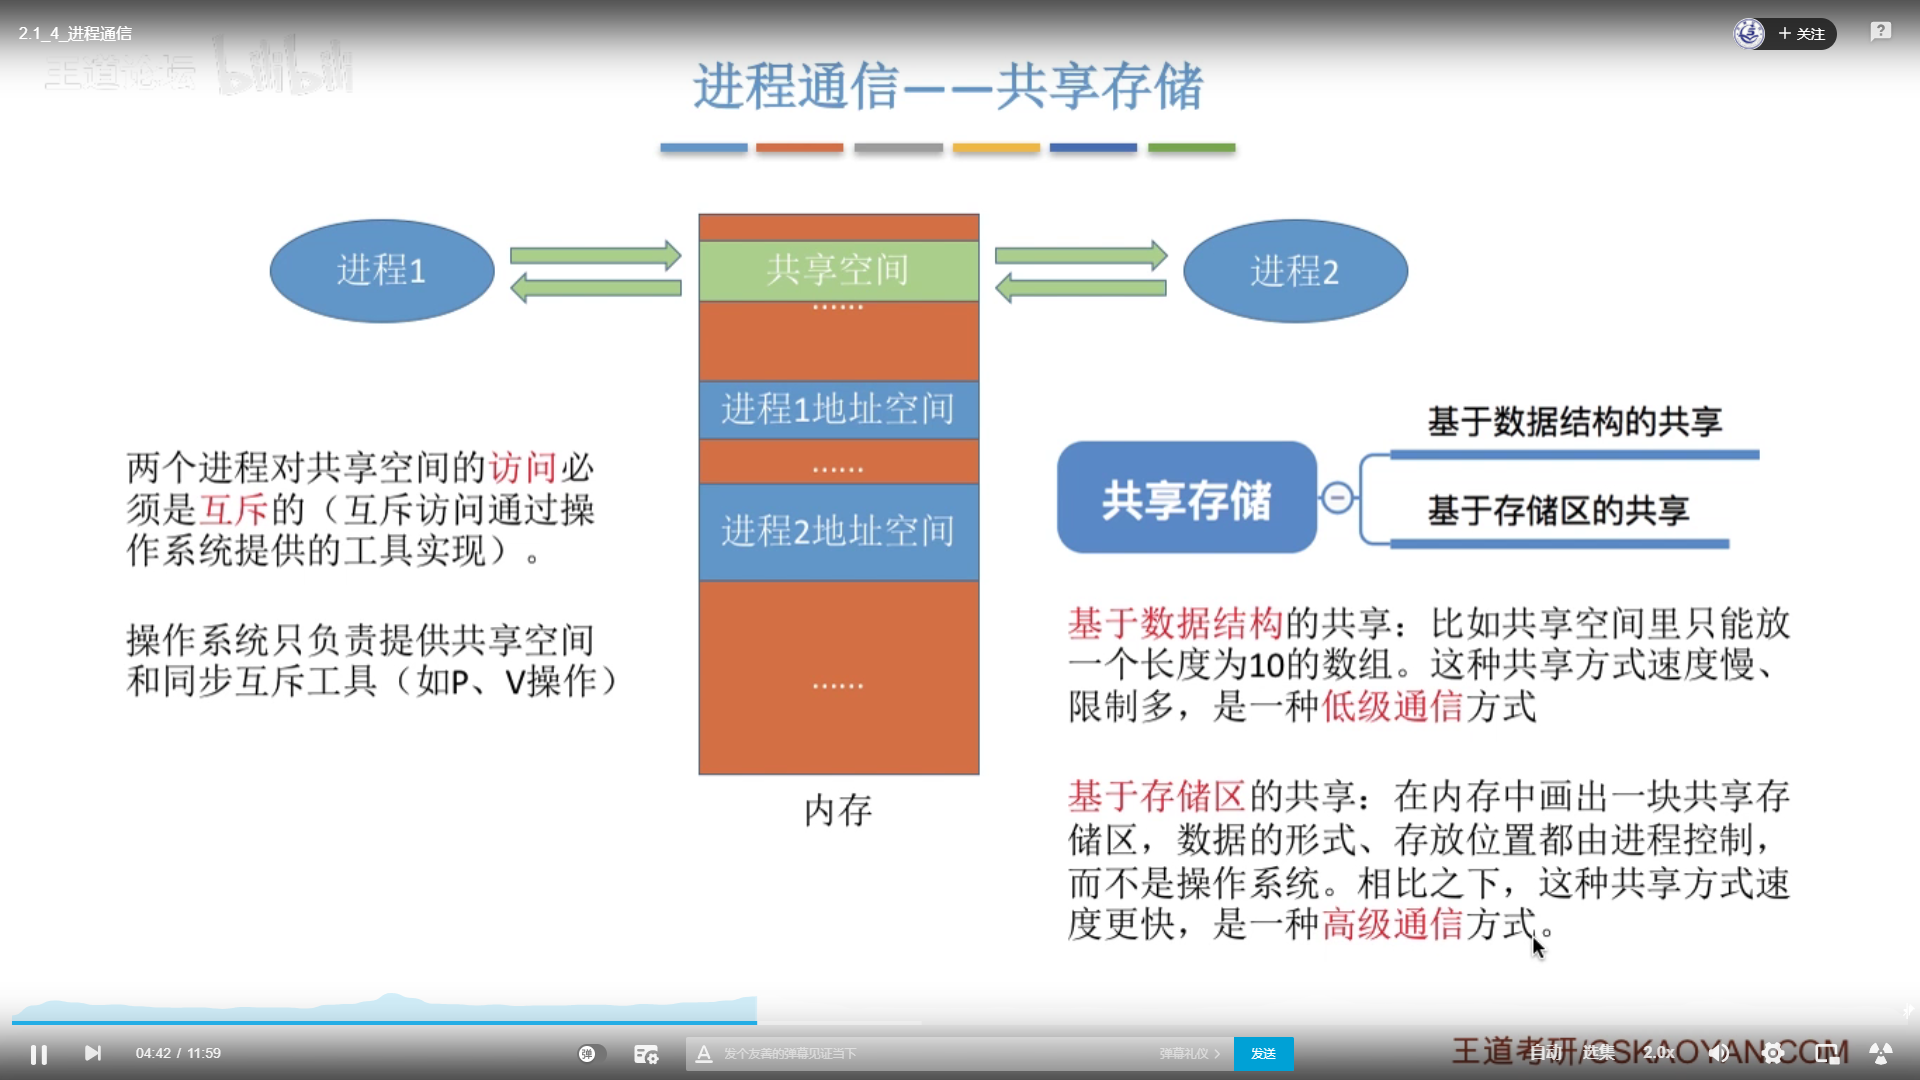 2.1_4_进程通信
关注
王道论坛 bilibili
进程通信——共享存储
进程1
共享空间
进程2
......
进程1地址空间
......
进程2地址空间
......
内存
两个进程对共享空间的访问必
须是互斥的（互斥访问通过操
作系统提供的工具实现）。
操作系统只负责提供共享空间
和同步互斥工具（如P、V操作）
共享存储
基于数据结构的共享
基于存储区的共享
基于数据结构的共享：比如共享空间里只能放
一个长度为10的数组。这种共享方式速度慢、
限制多，是一种低级通信方式
基于存储区的共享：在内存中画出一块共享存
储区，数据的形式、存放位置都由进程控制，
而不是操作系统。相比之下，这种共享方式速
度更快，是一种高级通信方式。
04:42 / 11:59
弹
发个友善的弹幕见证当下
弹幕礼仪
发送
王道考研/CSKAOYAN.COM
自动
选集
2.0x